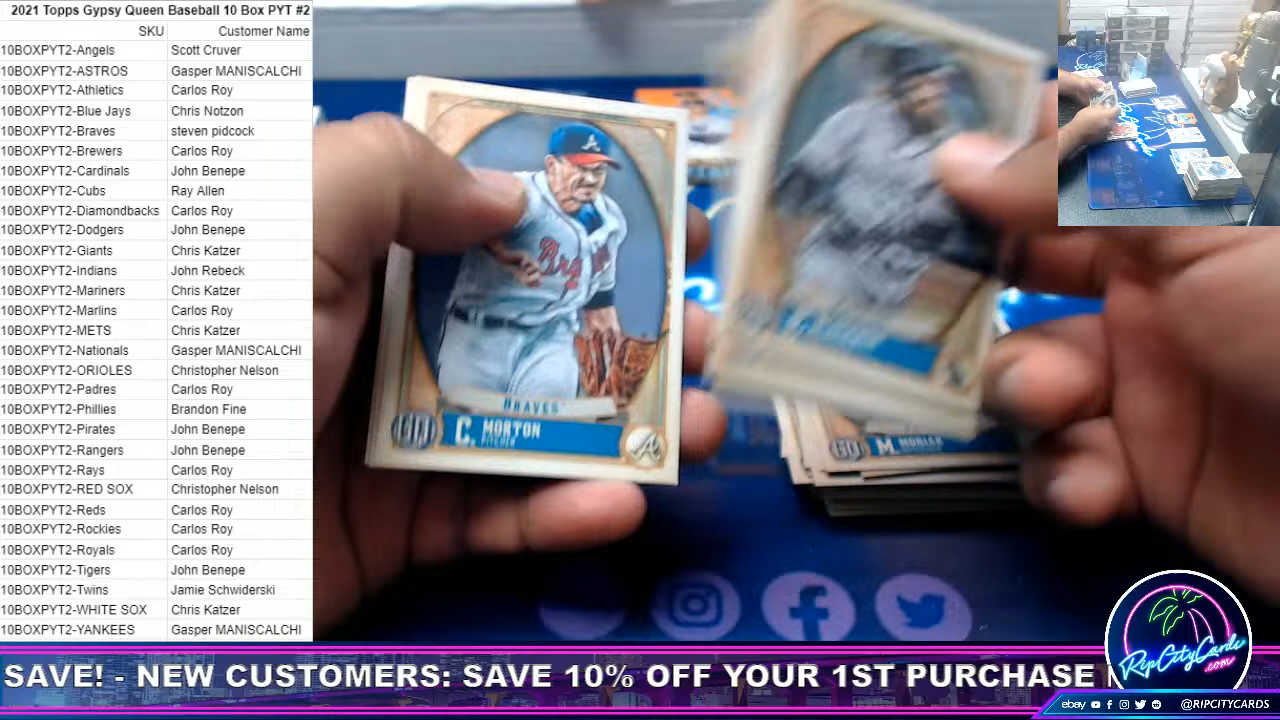 2021 Topps Gypsy Queen Baseball 10 Box PYT #2
SKU Customer Name
10BOXPYT2-Angels Scott Cruver
10BOXPYT2-ASTROS Gasper MANISCALCHI
10BOXPYT2-Athletics Carlos Roy
10BOXPYT2-Blue Jays Chris Notzon
10BOXPYT2-Braves steven pidcock
10BOXPYT2-Brewers Carlos Roy
10BOXPYT2-Cardinals John Benepe
10BOXPYT2-Cubs Ray Allen
10BOXPYT2-Diamondbacks Carlos Roy
10BOXPYT2-Dodgers John Benepe
10BOXPYT2-Giants Chris Katzer
10BOXPYT2-Indians John Rebeck
10BOXPYT2-Mariners Chris Katzer
10BOXPYT2-Marlins Carlos Roy
10BOXPYT2-METS Chris Katzer
10BOXPYT2-Nationals Gasper MANISCALCHI
10BOXPYT2-ORIOLES Christopher Nelson
10BOXPYT2-Padres Carlos Roy
10BOXPYT2-Phillies Brandon Fine
10BOXPYT2-Pirates John Benepe
10BOXPYT2-Rangers John Benepe
10BOXPYT2-Rays Carlos Roy
10BOXPYT2-RED SOX Christopher Nelson
10BOXPYT2-Reds Carlos Roy
10BOXPYT2-Rockies Carlos Roy
10BOXPYT2-Royals Carlos Roy
10BOXPYT2-Tigers John Benepe
10BOXPYT2-Twins Jamie Schwiderski
10BOXPYT2-WHITE SOX Chris Katzer
10BOXPYT2-YANKEES Gasper MANISCALCHI
A
BRAVES
GQ C. MORTON
PITCHER
A
GQ M.
SAVE! - NEW CUSTOMERS: SAVE 10% OFF YOUR 1ST PURCHASE
RipCityCards
.com
ebay @RIPCITYCARDS